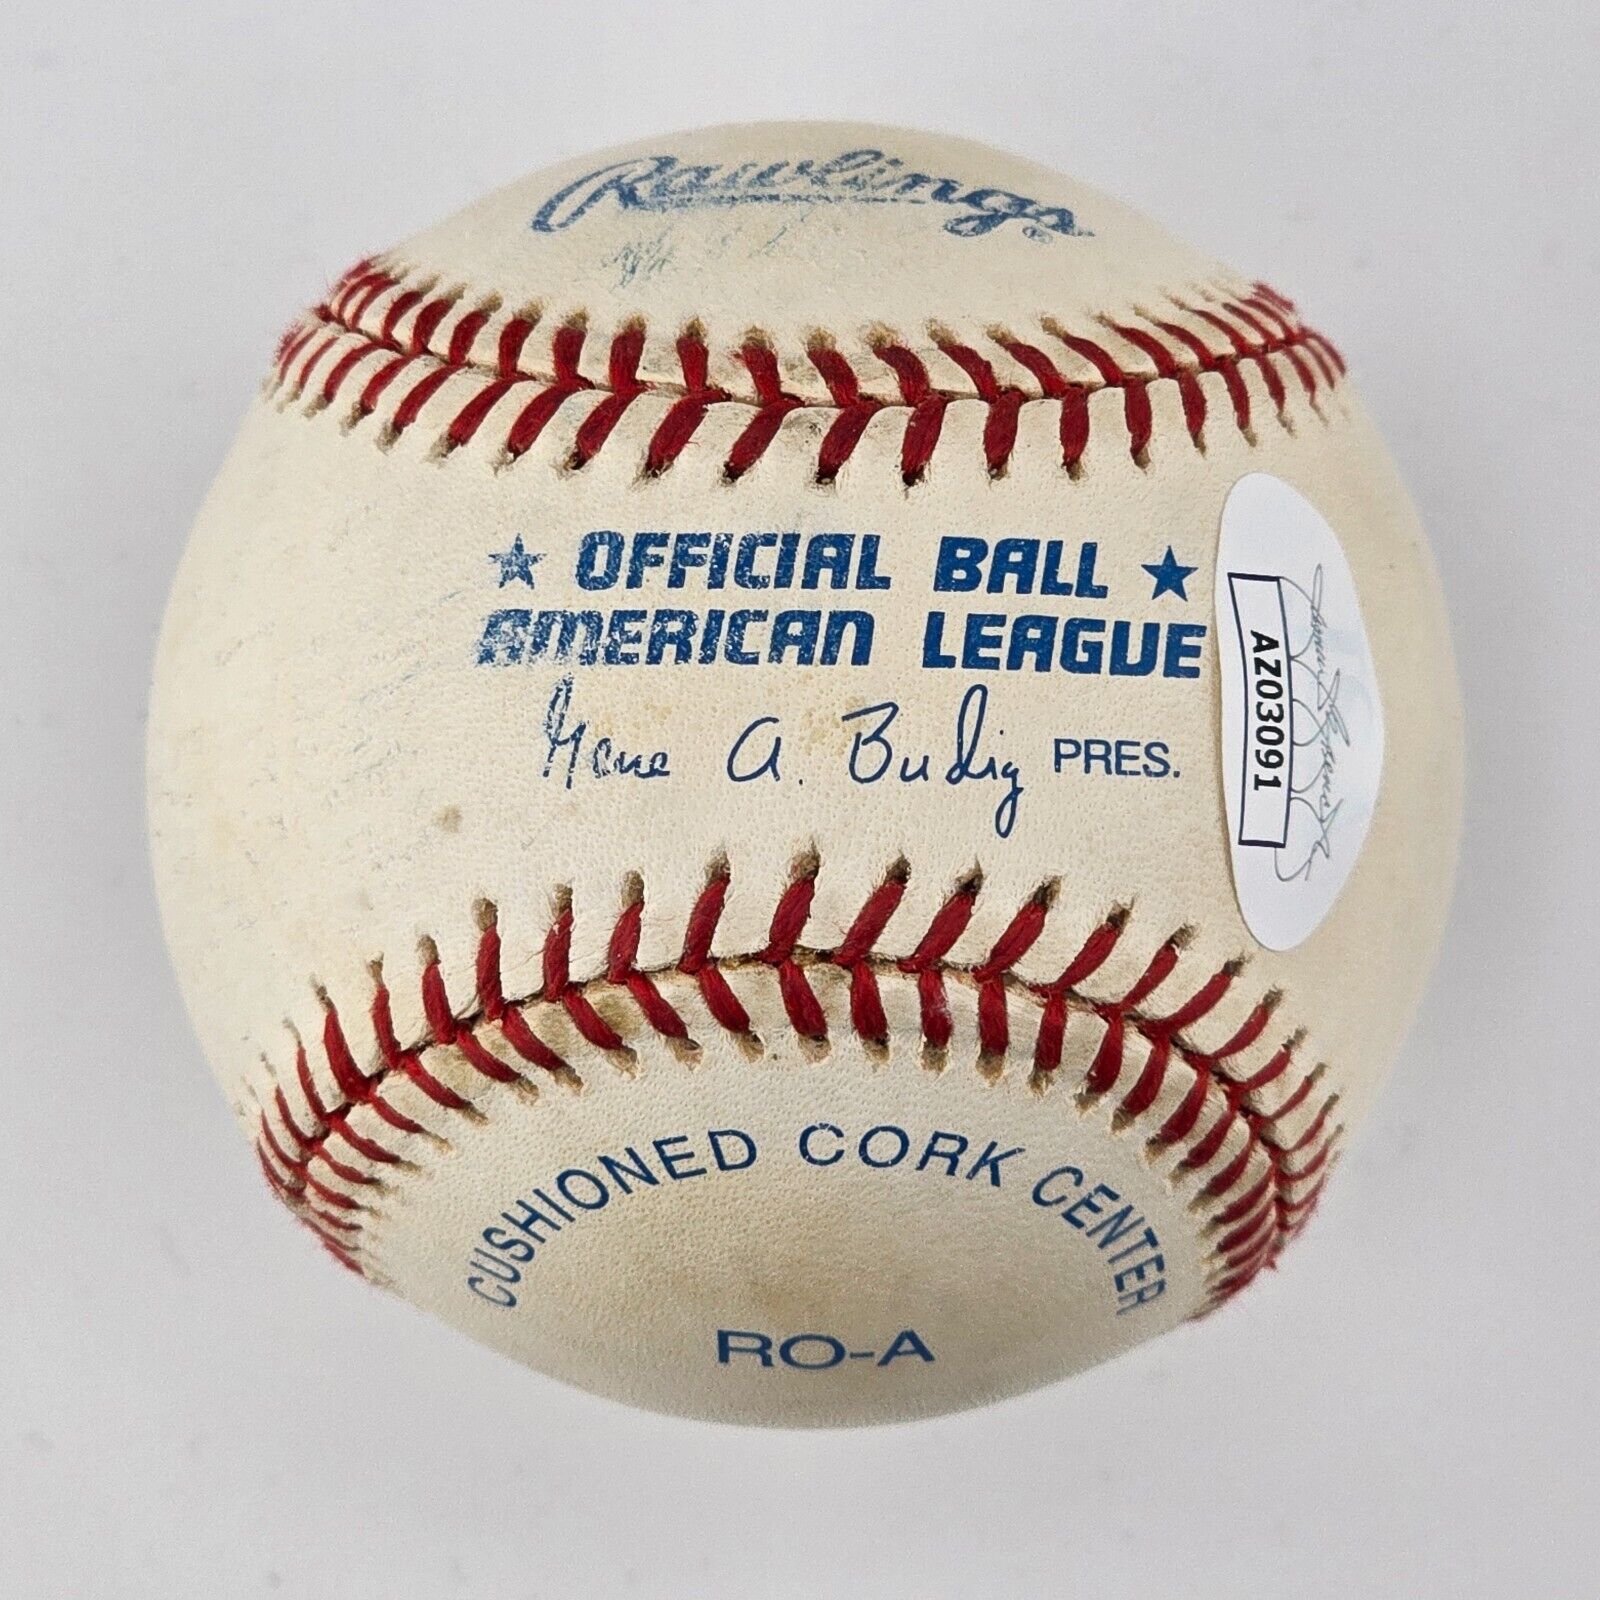 Rawlings®
★ OFFICIAL BALL ★
AMERICAN LEAGUE
Gene A. Budig PRES.
AZ03091
CUSHIONED CORK CENTER
RO-A